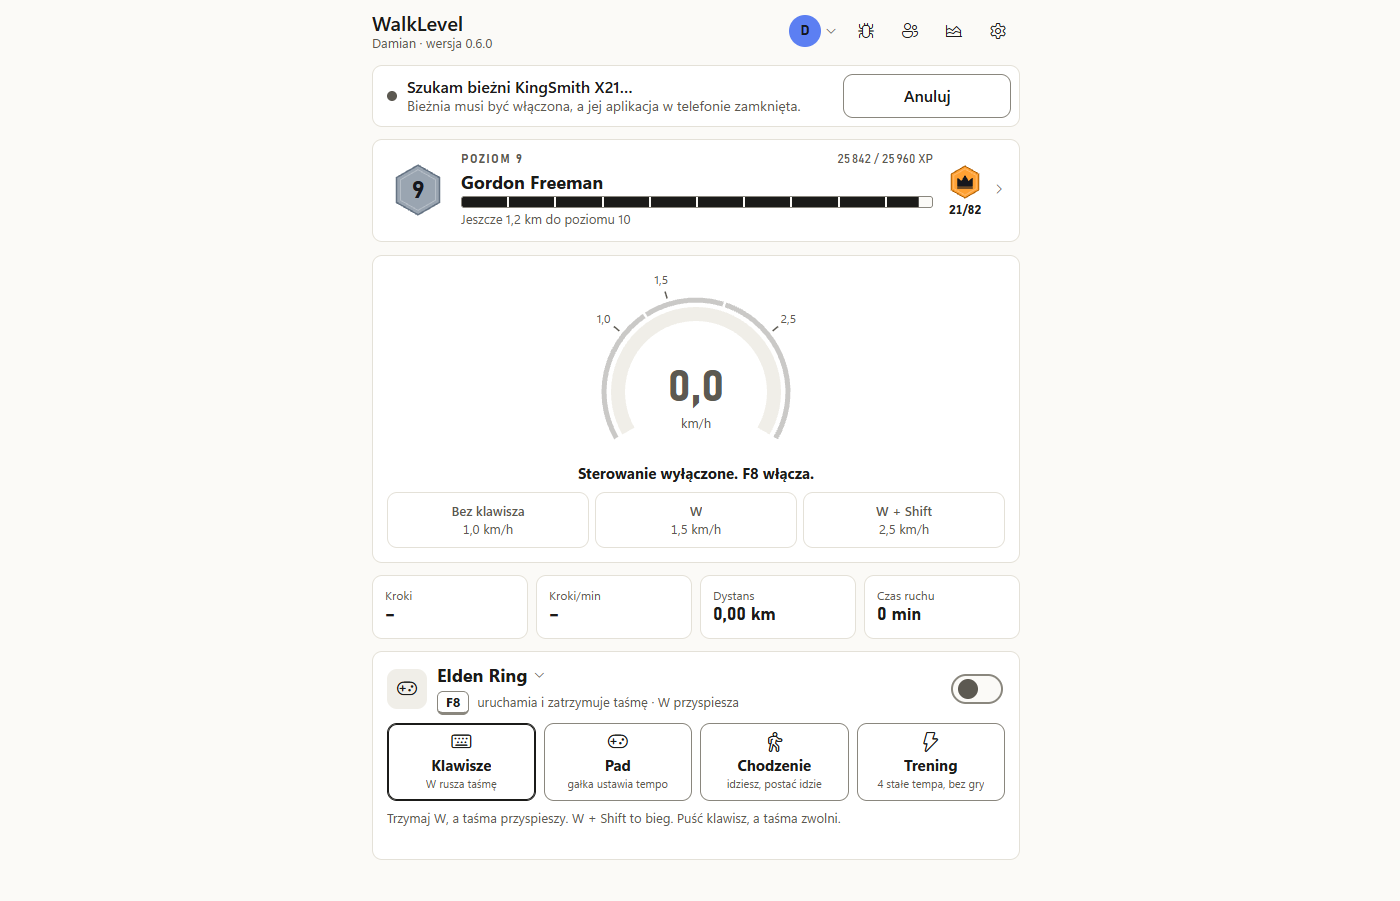 WalkLevel
Damian · wersja 0.6.0
D
Szukam bieżni KingSmith X21...
Bieżnia musi być włączona, a jej aplikacja w telefonie zamknięta.
Anuluj
9
POZIOM 9
25 842 / 25 960 XP
Gordon Freeman
Jeszcze 1,2 km do poziomu 10
21/82
1,5
1,0
2,5
0,0
km/h
Sterowanie wyłączone. F8 włącza.
Bez klawisza
1,0 km/h
W
1,5 km/h
W + Shift
2,5 km/h
Kroki
–
Kroki/min
–
Dystans
0,00 km
Czas ruchu
0 min
Elden Ring
F8 uruchamia i zatrzymuje taśmę · W przyspiesza
Klawisze
W rusza taśmę
Pad
gałka ustawia tempo
Chodzenie
idziesz, postać idzie
Trening
4 stałe tempa, bez gry
Trzymaj W, a taśma przyspieszy. W + Shift to bieg. Puść klawisz, a taśma zwolni.